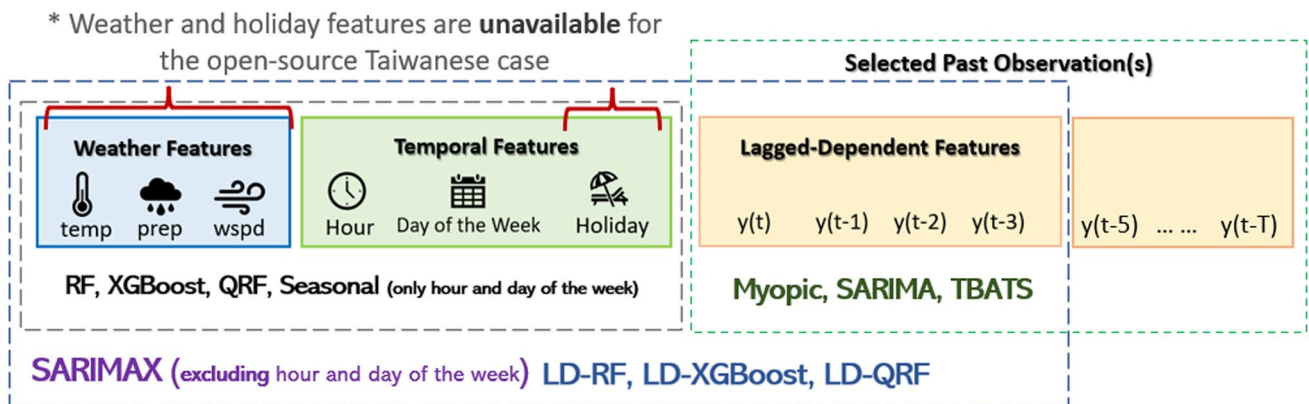 * Weather and holiday features are unavailable for
the open-source Taiwanese case
Selected Past Observation(s)
Weather Features
temp prep wspd
Temporal Features
Hour Day of the Week Holiday
Lagged-Dependent Features
y(t) y(t-1) y(t-2) y(t-3)
y(t-5) ... ... y(t-T)
RF, XGBoost, QRF, Seasonal (only hour and day of the week)
Myopic, SARIMA, TBATS
SARIMAX (excluding hour and day of the week) LD-RF, LD-XGBoost, LD-QRF